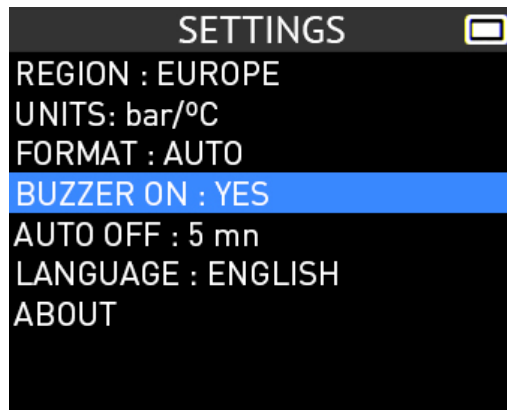 SETTINGS
REGION : EUROPE
UNITS: bar/ºC
FORMAT : AUTO
BUZZER ON : YES
AUTO OFF : 5 mn
LANGUAGE : ENGLISH
ABOUT